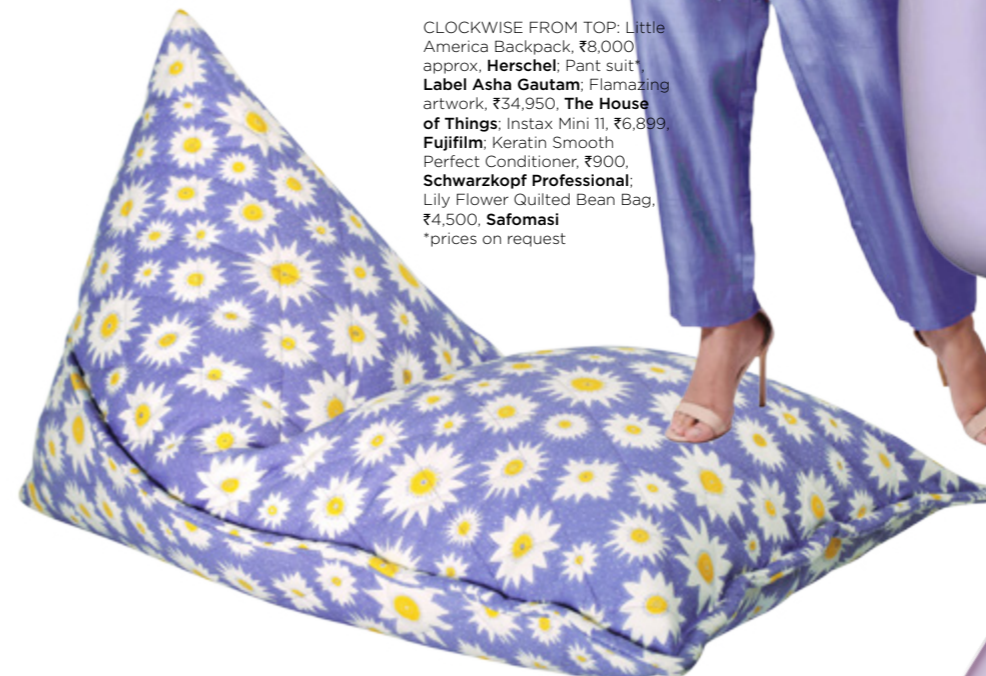 CLOCKWISE FROM TOP: Little
America Backpack, ₹8,000
approx, Herschel; Pant suit*,
Label Asha Gautam; Flamazing
artwork, ₹34,950, The House
of Things; Instax Mini 11, ₹6,899,
Fujifilm; Keratin Smooth
Perfect Conditioner, ₹900,
Schwarzkopf Professional;
Lily Flower Quilted Bean Bag,
₹4,500, Safomasi
*prices on request